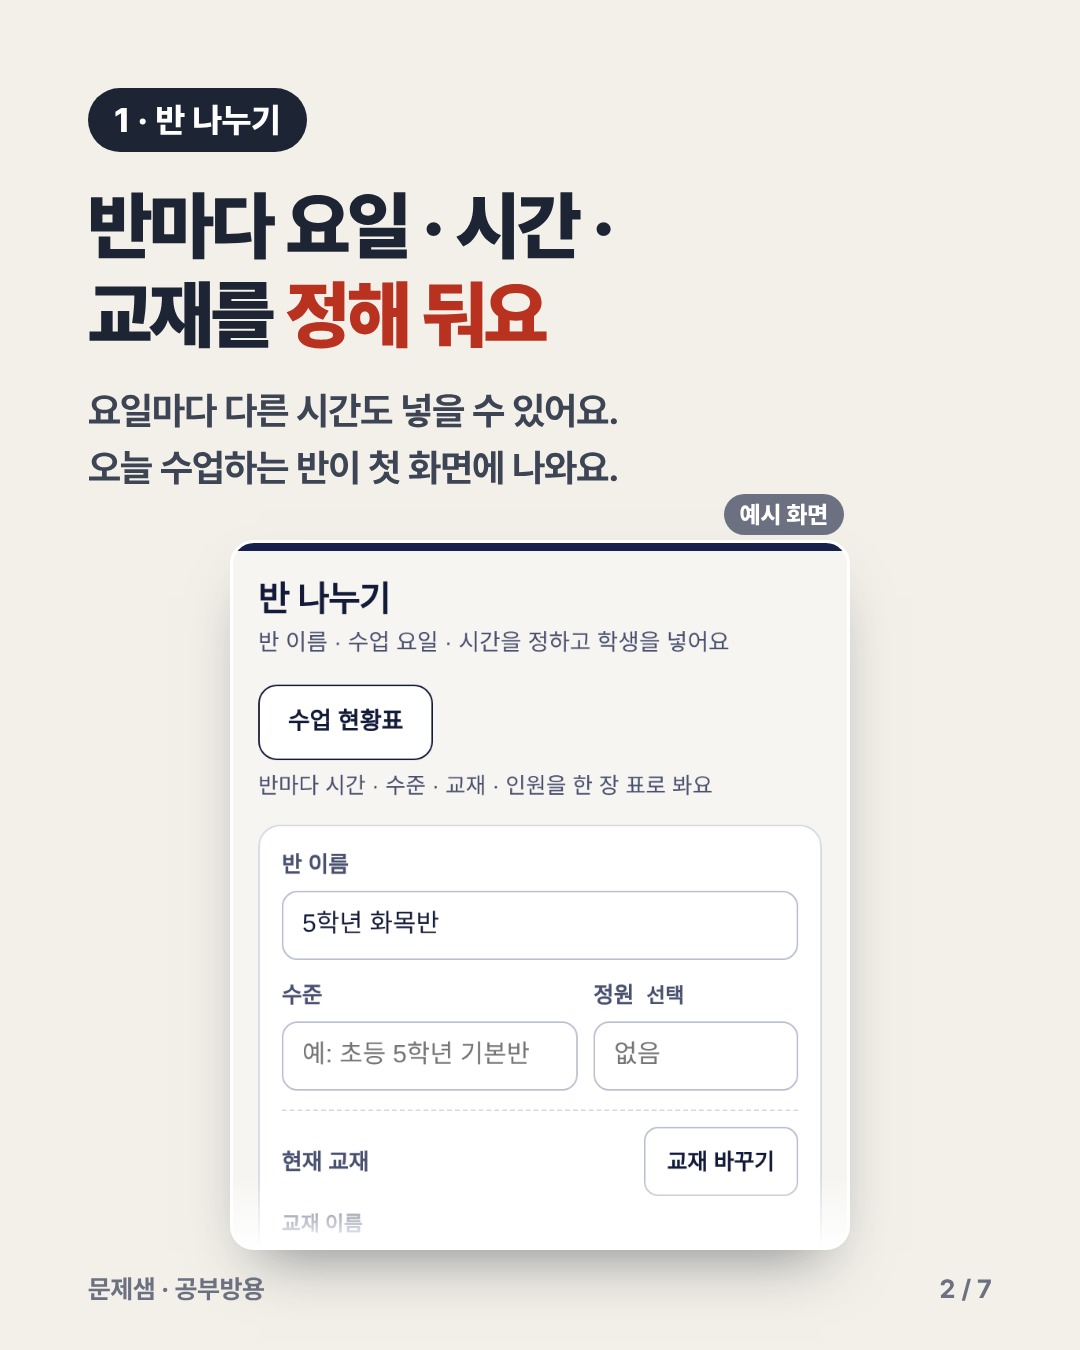 1 · 반 나누기
반마다 요일 · 시간 ·
교재를 정해 둬요
요일마다 다른 시간도 넣을 수 있어요.
오늘 수업하는 반이 첫 화면에 나와요.
예시 화면
반 나누기
반 이름 · 수업 요일 · 시간을 정하고 학생을 넣어요
수업 현황표
반마다 시간 · 수준 · 교재 · 인원을 한 장 표로 봐요
반 이름
5학년 화목반
수준
정원 선택
예: 초등 5학년 기본반
없음
현재 교재
교재 바꾸기
교재 이름
문제샘 · 공부방용
2 / 7